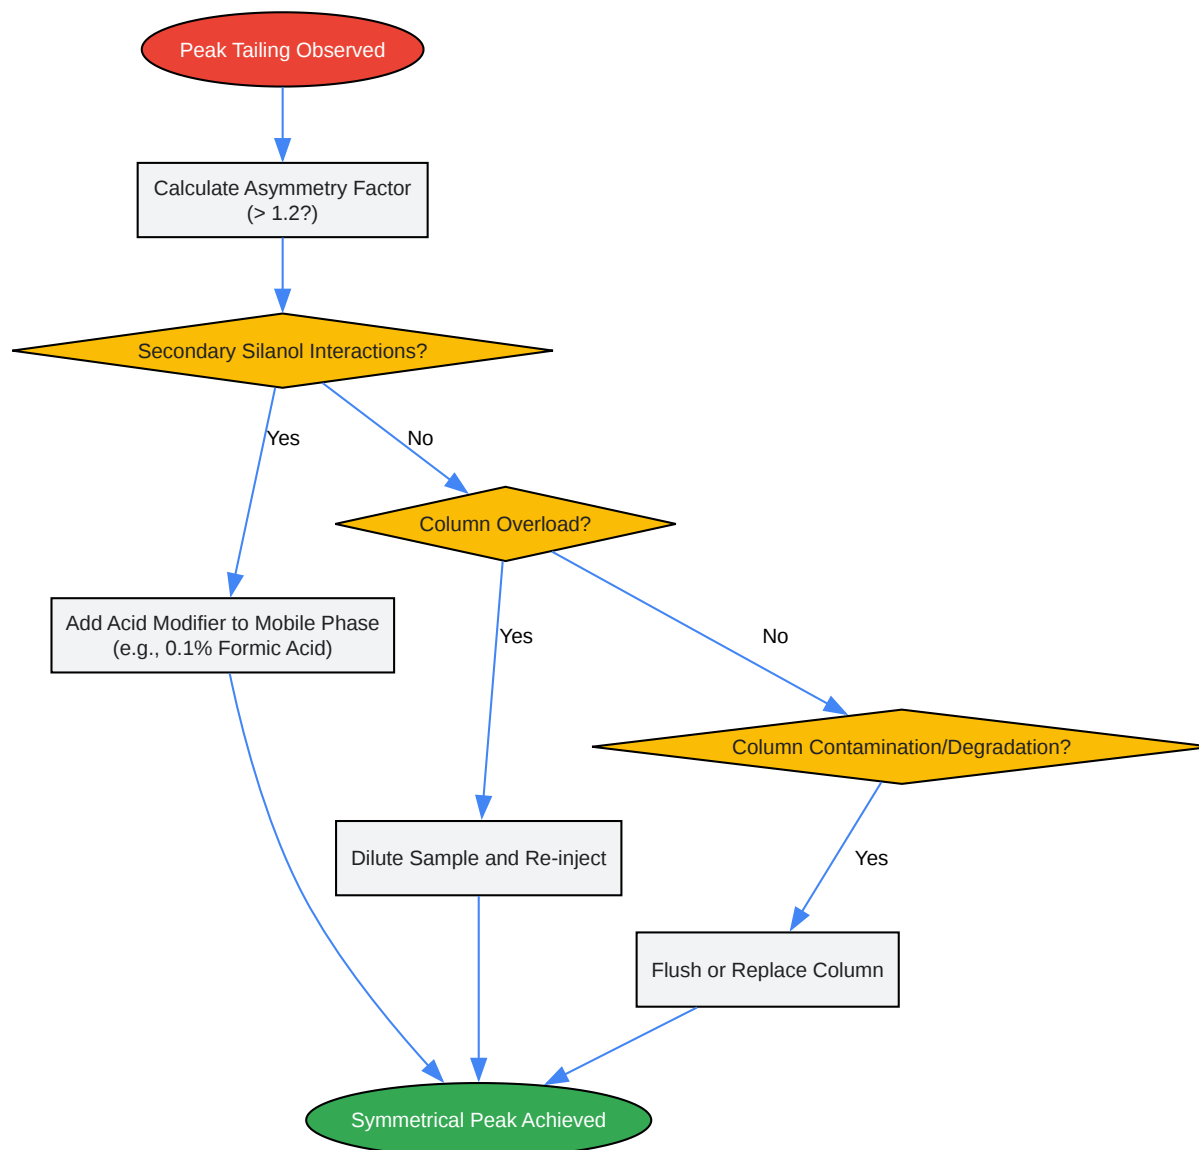 Peak Tailing Observed
Calculate Asymmetry Factor
(> 1.2?)
Secondary Silanol Interactions?
Yes
No
Column Overload?
Add Acid Modifier to Mobile Phase
(e.g., 0.1% Formic Acid)
Yes
No
Column Contamination/Degradation?
Dilute Sample and Re-inject
Yes
Flush or Replace Column
Symmetrical Peak Achieved